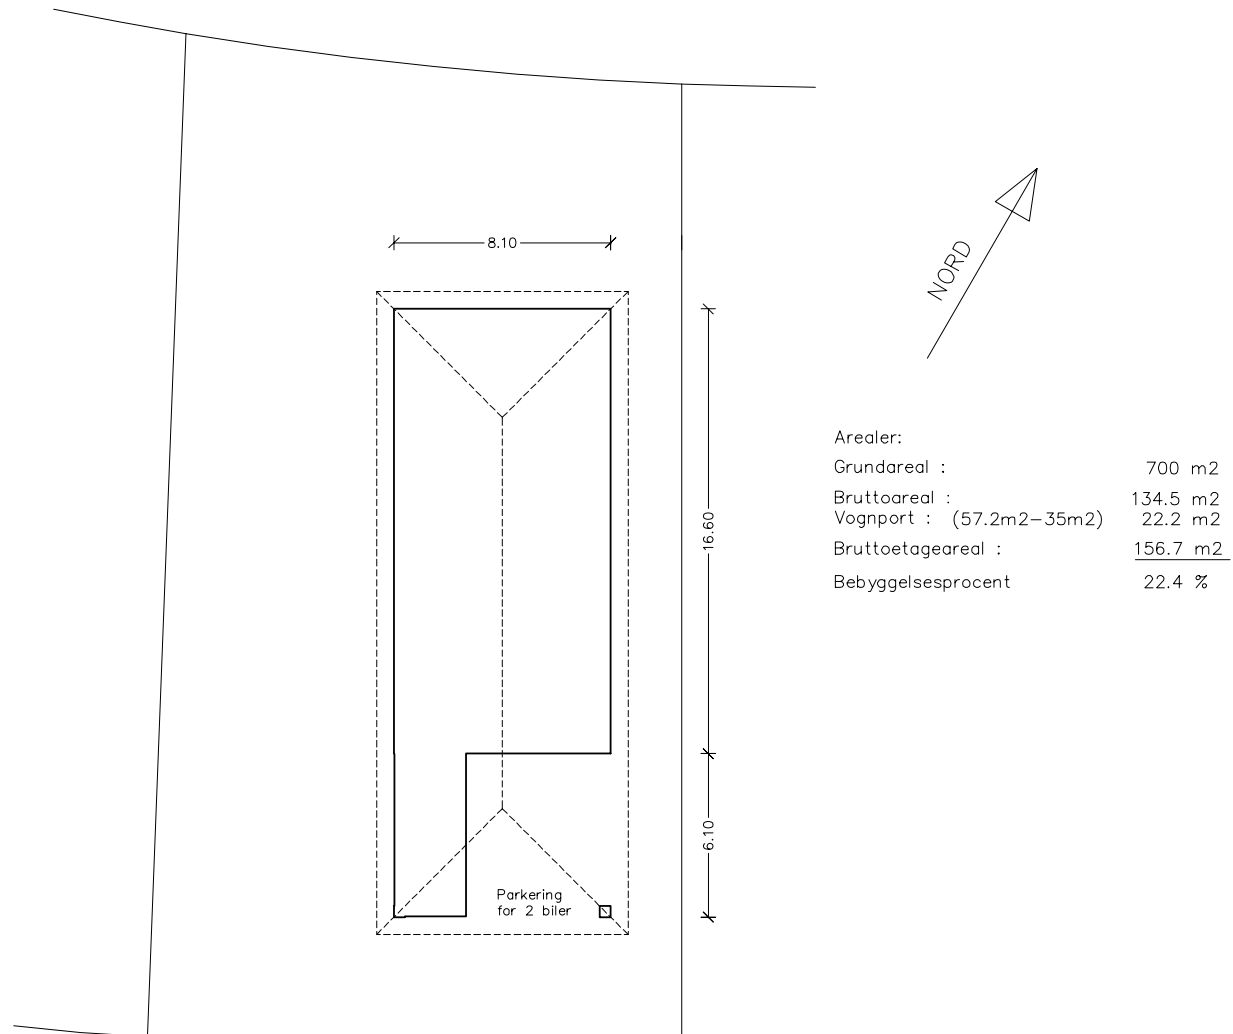 8.10
NORD
Arealer:
Grundareal : 700 m2
Bruttoareal : 134.5 m2
Vognport : (57.2m2-35m2) 22.2 m2
Bruttoetageareal : 156.7 m2
Bebyggelsesprocent 22.4 %
16.60
6.10
Parkering
for 2 biler